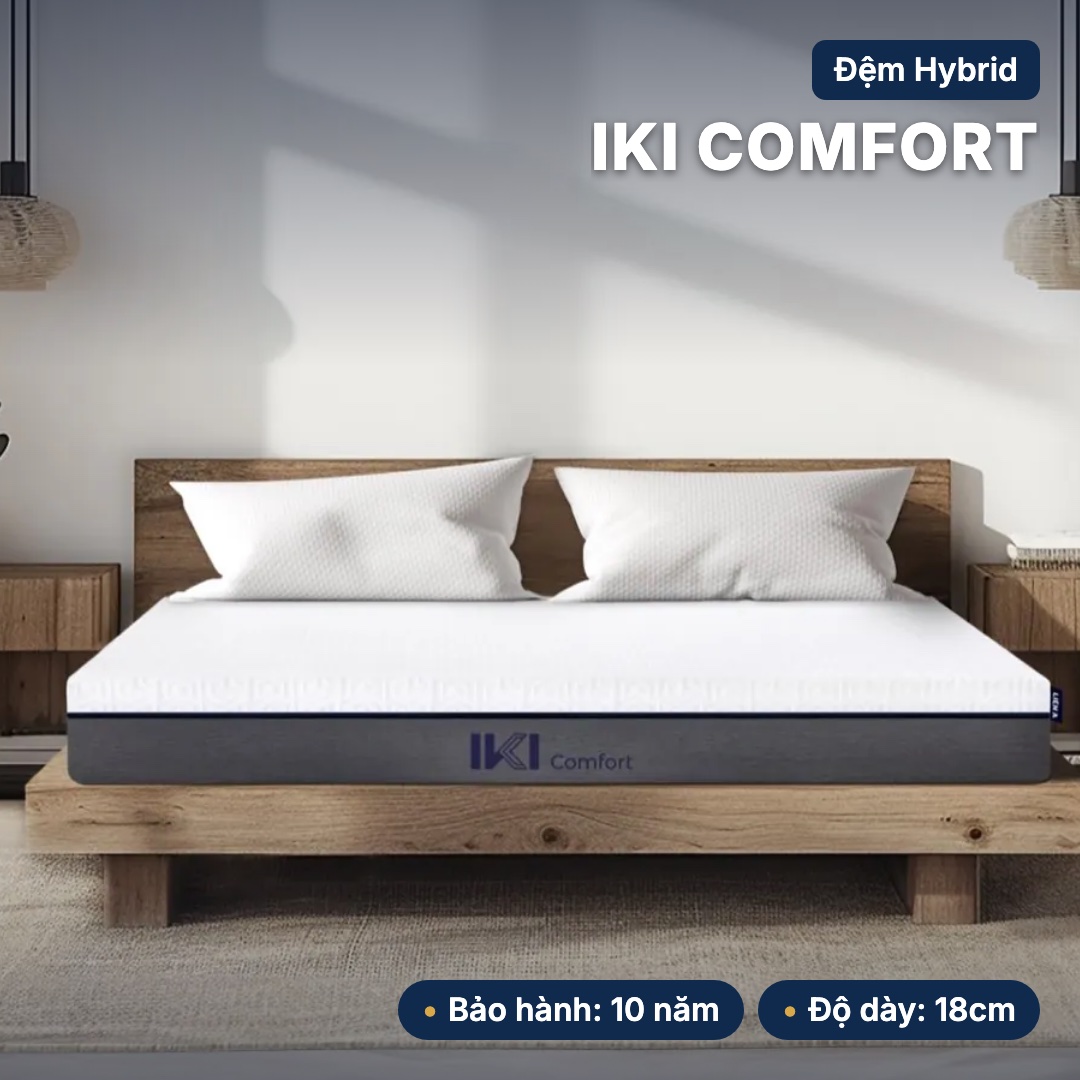 Đệm Hybrid
IKI COMFORT
IKI Comfort
Bảo hành: 10 năm
Độ dày: 18cm